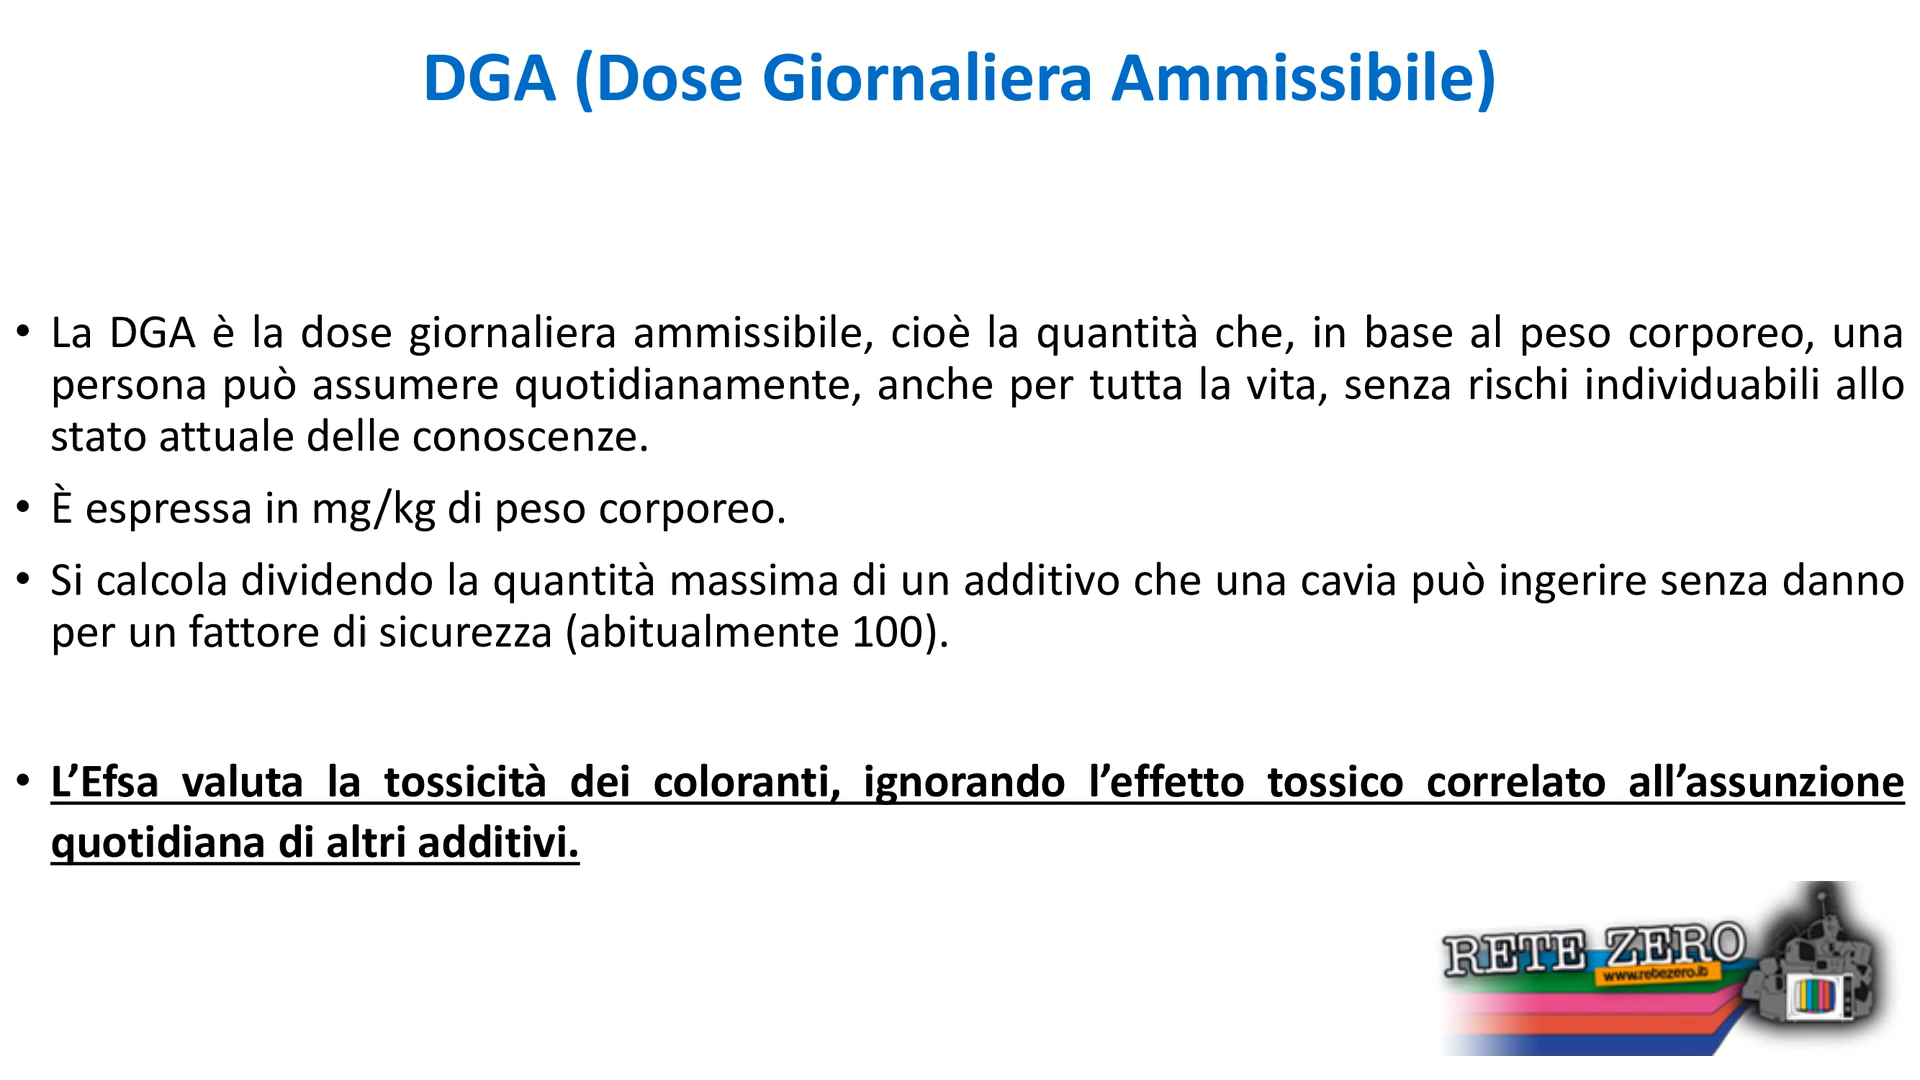 DGA (Dose Giornaliera Ammissibile)
• La DGA è la dose giornaliera ammissibile, cioè la quantità che, in base al peso corporeo, una
persona può assumere quotidianamente, anche per tutta la vita, senza rischi individuabili allo
stato attuale delle conoscenze.
• È espressa in mg/kg di peso corporeo.
• Si calcola dividendo la quantità massima di un additivo che una cavia può ingerire senza danno
per un fattore di sicurezza (abitualmente 100).
• L’Efsa valuta la tossicità dei coloranti, ignorando l’effetto tossico correlato all’assunzione
quotidiana di altri additivi.
RETE ZERO
www.retezero.it